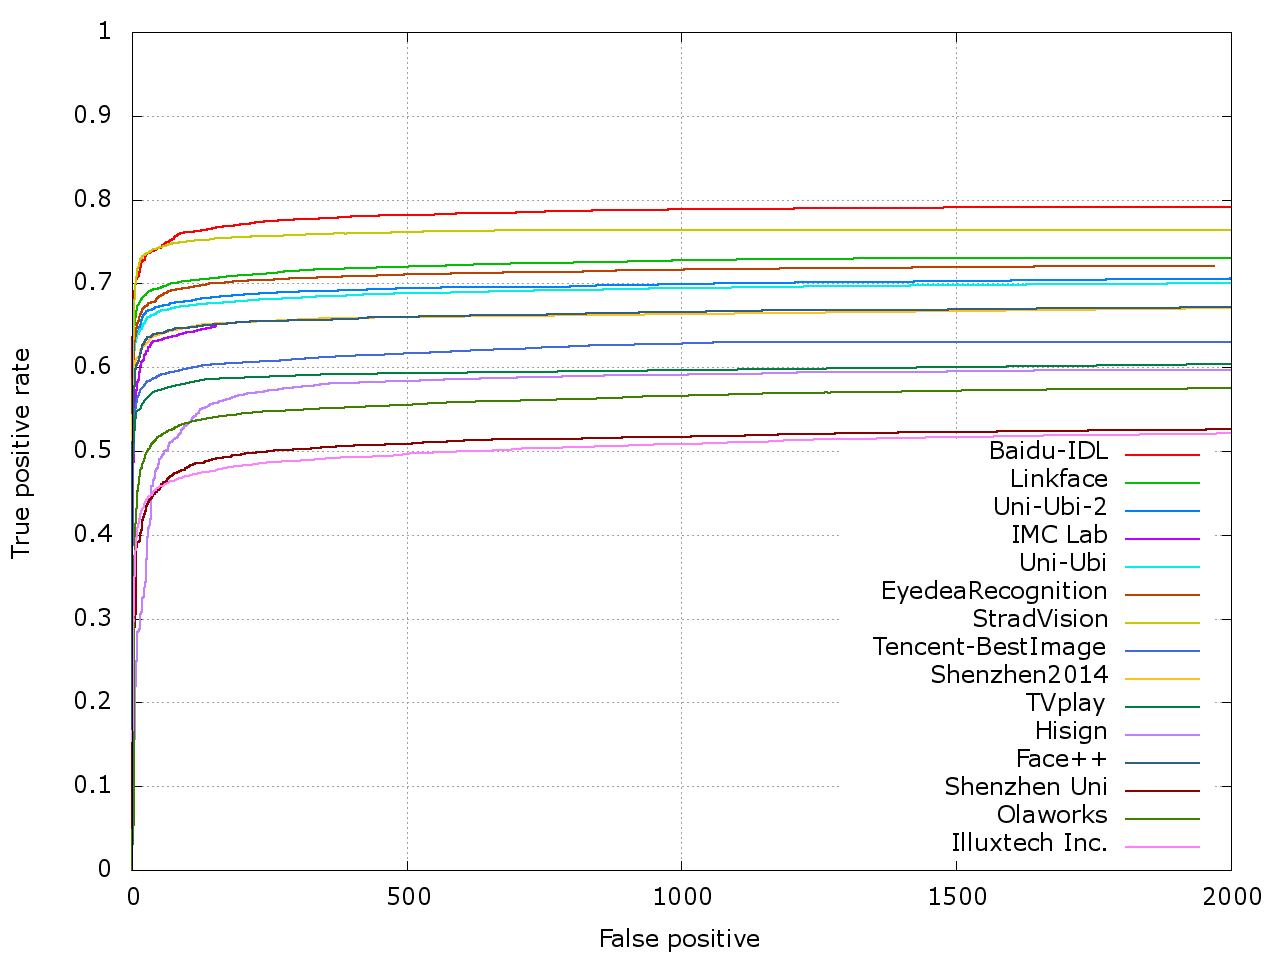 1
0.9
0.8
0.7
0.6
0.5
0.4
0.3
0.2
0.1
0
True positive rate
Baidu-IDL
Linkface
Uni-Ubi-2
IMC Lab
Uni-Ubi
EyedeaRecognition
StradVision
Tencent-BestImage
Shenzhen2014
TVplay
Hisign
Face++
Shenzhen Uni
Olaworks
Illuxtech Inc.
0 500 1000 1500 2000
False positive